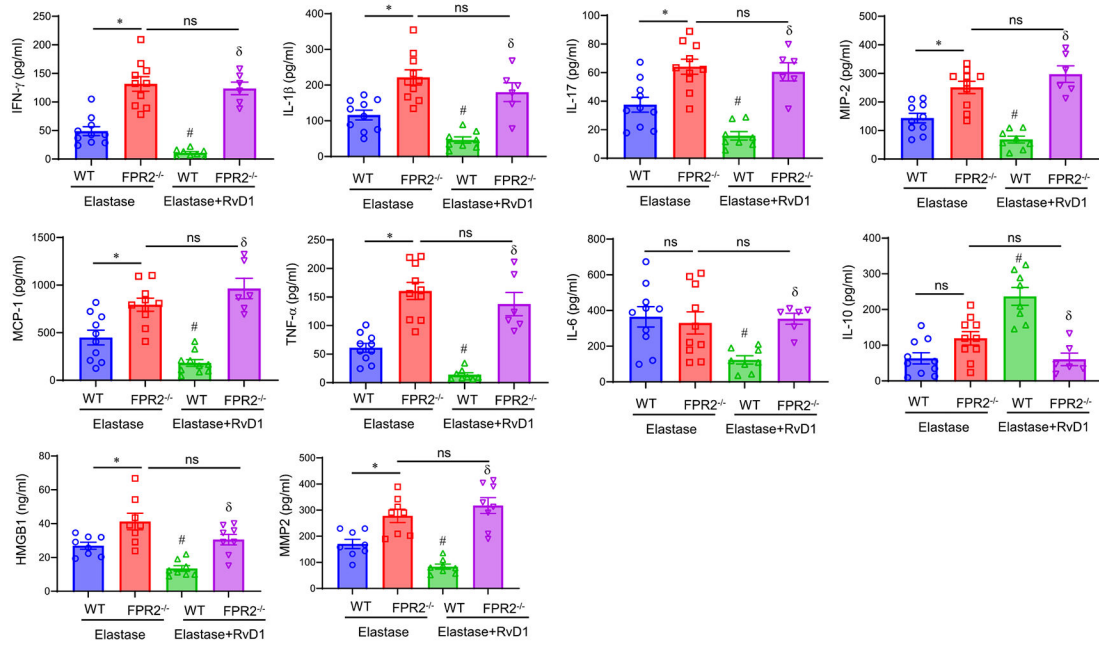 * ns
IFN-γ (pg/ml)
250
200
150
100
50
0
#
δ
WT FPR2-/- WT FPR2-/-
Elastase Elastase+RvD1
* ns
IL-1β (pg/ml)
400
300
200
100
0
#
δ
WT FPR2-/- WT FPR2-/-
Elastase Elastase+RvD1
* ns
IL-17 (pg/ml)
100
80
60
40
20
0
#
δ
WT FPR2-/- WT FPR2-/-
Elastase Elastase+RvD1
* ns
MIP-2 (pg/ml)
500
400
300
200
100
0
#
δ
WT FPR2-/- WT FPR2-/-
Elastase Elastase+RvD1
* ns
MCP-1 (pg/ml)
1500
1000
500
0
#
δ
WT FPR2-/- WT FPR2-/-
Elastase Elastase+RvD1
* ns
TNF-α (pg/ml)
250
200
150
100
50
0
#
δ
WT FPR2-/- WT FPR2-/-
Elastase Elastase+RvD1
ns ns
IL-6 (pg/ml)
800
600
400
200
0
#
δ
WT FPR2-/- WT FPR2-/-
Elastase Elastase+RvD1
ns ns
IL-10 (pg/ml)
400
300
200
100
0
#
δ
WT FPR2-/- WT FPR2-/-
Elastase Elastase+RvD1
* ns
HMGB1 (ng/ml)
80
60
40
20
0
#
δ
WT FPR2-/- WT FPR2-/-
Elastase Elastase+RvD1
* ns
MMP2 (pg/ml)
500
400
300
200
100
0
#
δ
WT FPR2-/- WT FPR2-/-
Elastase Elastase+RvD1